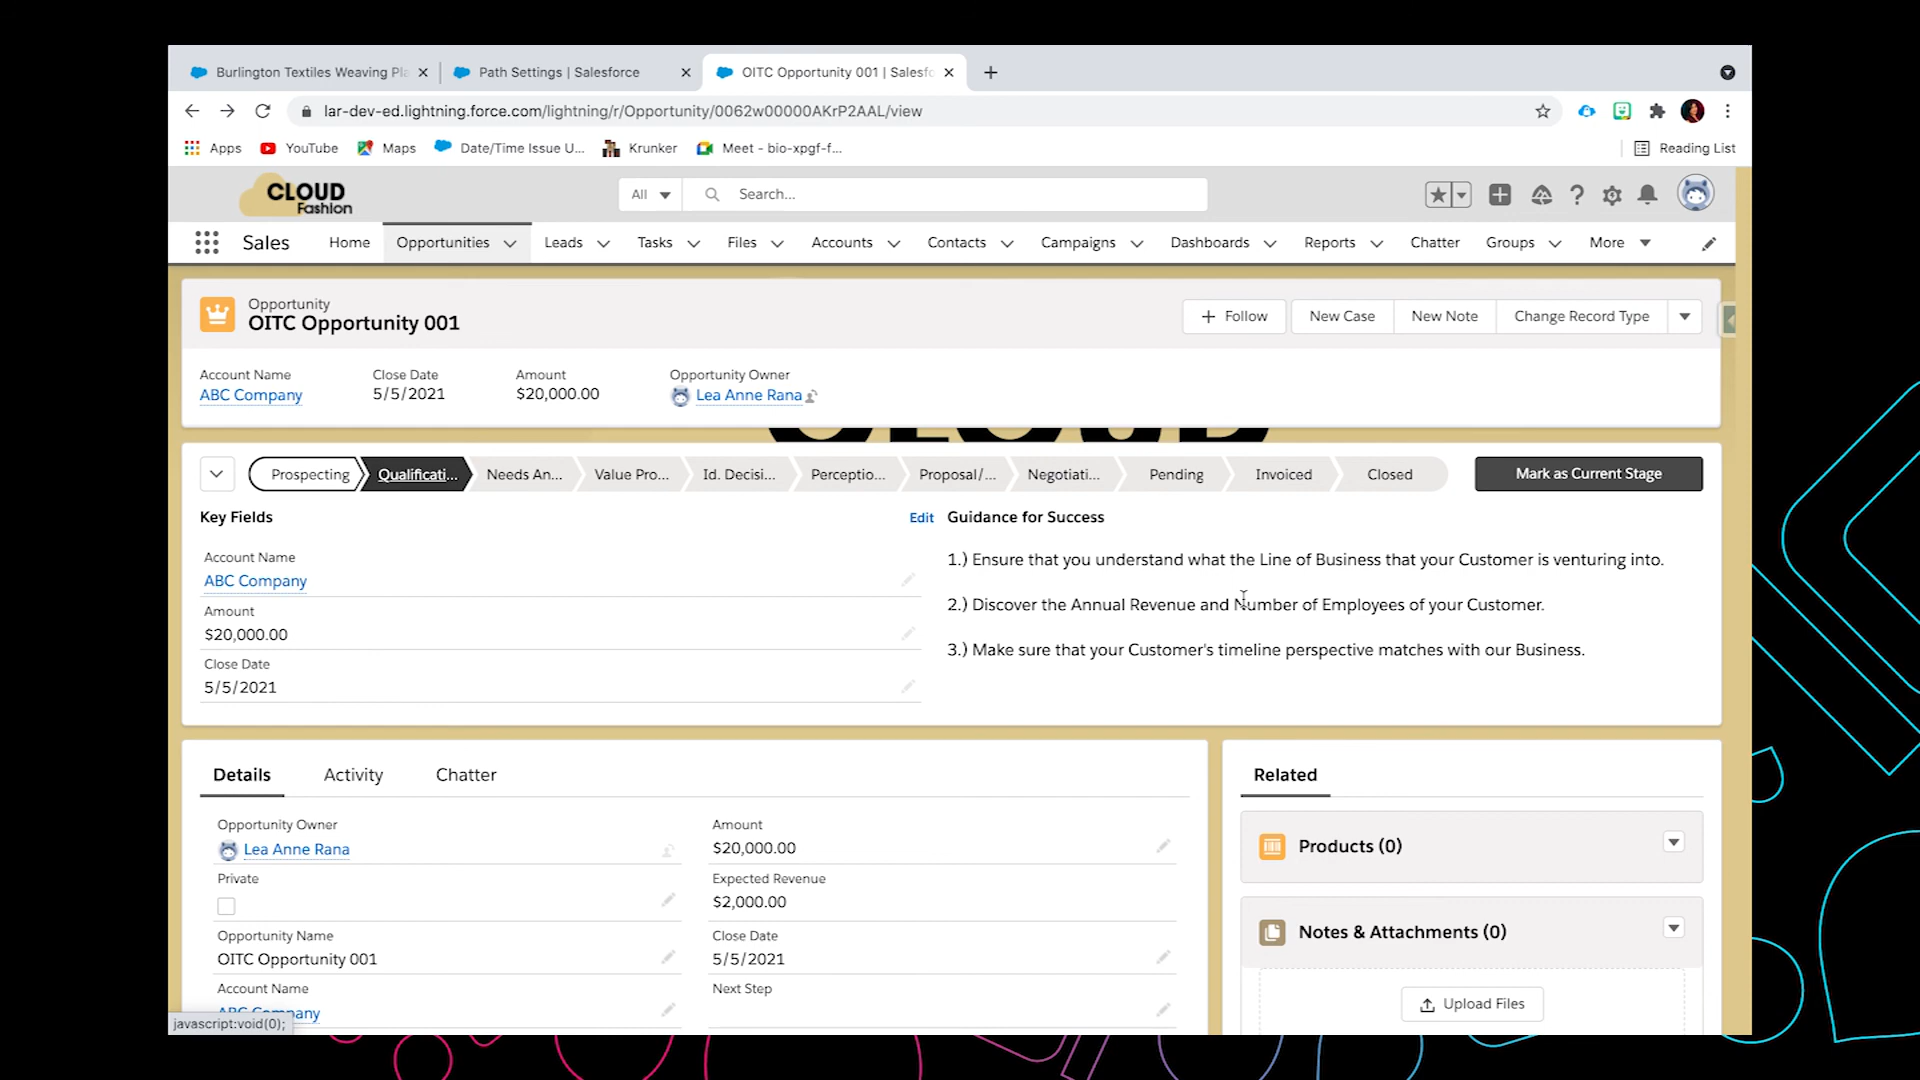 Burlington Textiles Weaving Pla
Path Settings | Salesforce
OITC Opportunity 001 | Salesfo
lar-dev-ed.lightning.force.com/lightning/r/Opportunity/0062w00000AKrP2AAL/view
Apps
YouTube
Maps
Date/Time Issue U...
Krunker
Meet - bio-xpgf-f...
Reading List
CLOUD
Fashion
All
Search...
Sales
Home
Opportunities
Leads
Tasks
Files
Accounts
Contacts
Campaigns
Dashboards
Reports
Chatter
Groups
More
Opportunity
OITC Opportunity 001
Follow
New Case
New Note
Change Record Type
Account Name
ABC Company
Close Date
5/5/2021
Amount
$20,000.00
Opportunity Owner
Lea Anne Rana
CLOUD
Prospecting
Qualificati...
Needs An...
Value Pro...
Id. Decisi...
Perceptio...
Proposal/...
Negotiati...
Pending
Invoiced
Closed
Mark as Current Stage
Key Fields
Edit
Account Name
ABC Company
Amount
$20,000.00
Close Date
5/5/2021
Guidance for Success
1.) Ensure that you understand what the Line of Business that your Customer is venturing into.
2.) Discover the Annual Revenue and Number of Employees of your Customer.
3.) Make sure that your Customer's timeline perspective matches with our Business.
Details
Activity
Chatter
Opportunity Owner
Lea Anne Rana
Private
Opportunity Name
OITC Opportunity 001
Account Name
ABC Company
Amount
$20,000.00
Expected Revenue
$2,000.00
Close Date
5/5/2021
Next Step
Related
Products (0)
Notes & Attachments (0)
Upload Files
javascript:void(0);